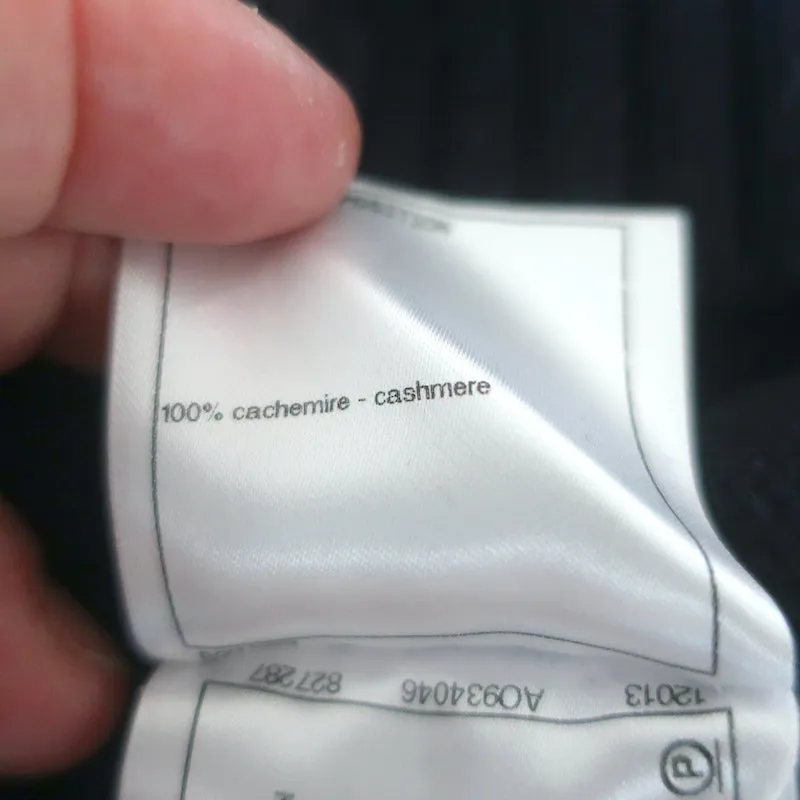 100% cachemire - cashmere
12013 AO934046 827287
P